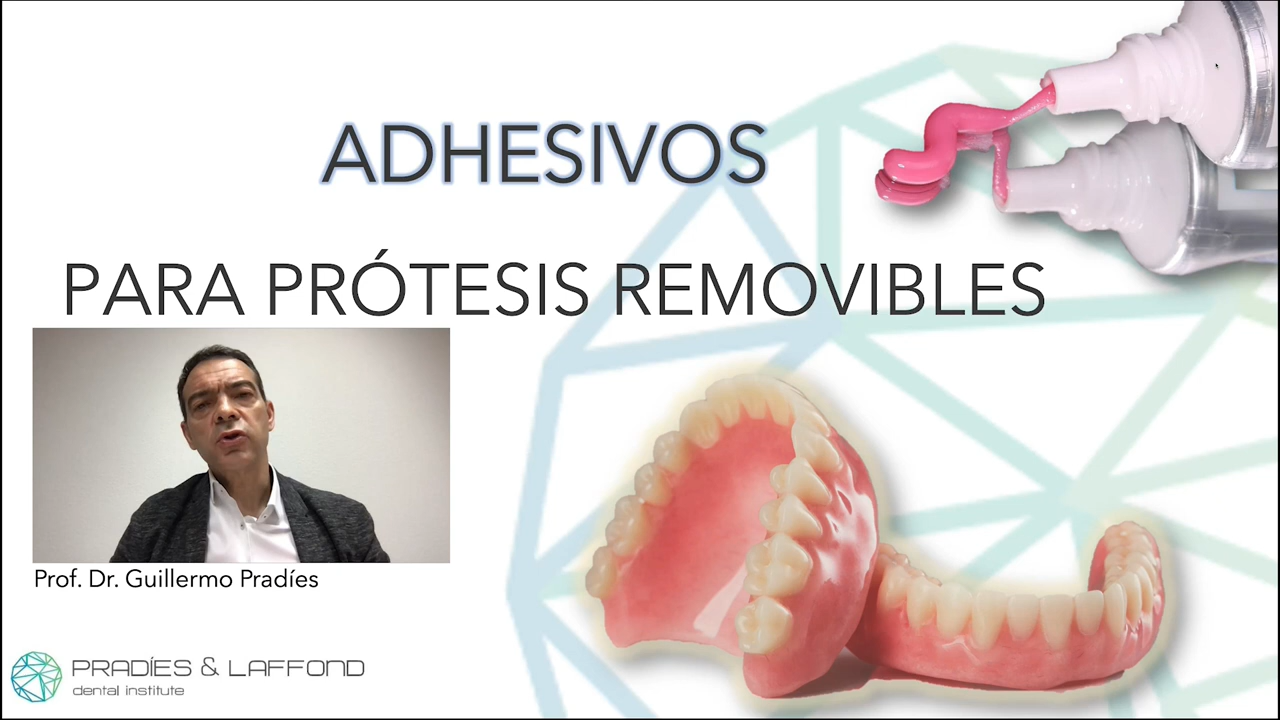 ADHESIVOS
PARA PRÓTESIS REMOVIBLES
Prof. Dr. Guillermo Pradíes
PRADÍES & LAFFOND
dental institute